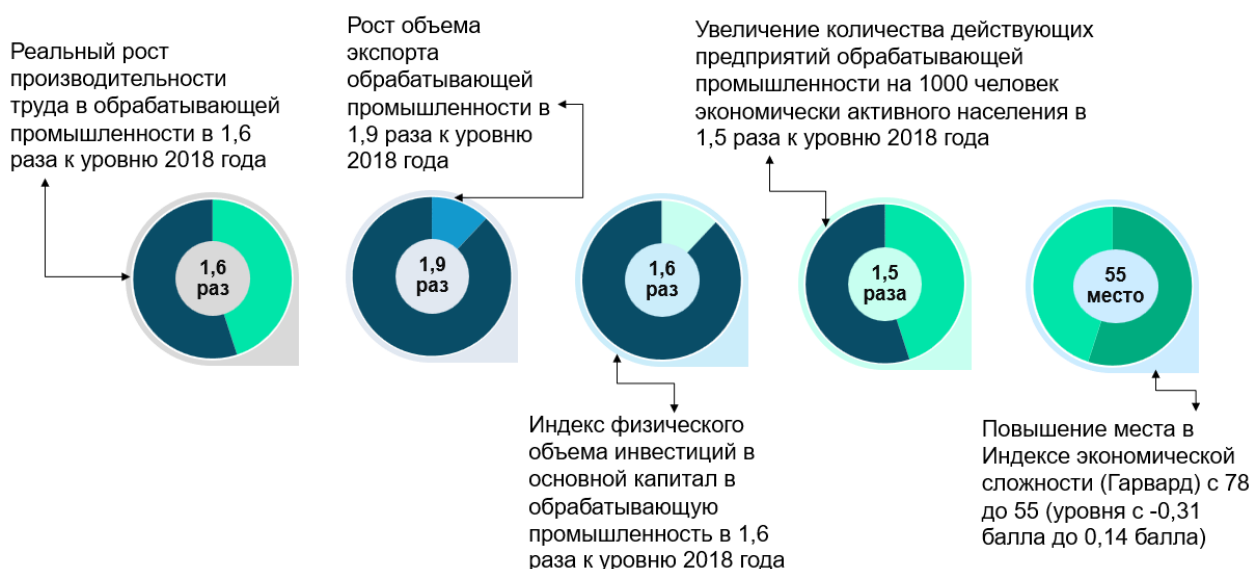 Реальный рост
производительности
труда в обрабатывающей
промышленности в 1,6
раза к уровню 2018 года
Рост объема
экспорта
обрабатывающей
промышленности в
1,9 раза к уровню
2018 года
Увеличение количества действующих
предприятий обрабатывающей
промышленности на 1000 человек
экономически активного населения в
1,5 раза к уровню 2018 года
1,6
раз
1,9
раз
1,6
раз
1,5
раза
55
место
Индекс физического
объема инвестиций в
основной капитал в
обрабатывающую
промышленность в 1,6
раза к уровню 2018 года
Повышение места в
Индексе экономической
сложности (Гарвард) с 78
до 55 (уровня с -0,31
балла до 0,14 балла)